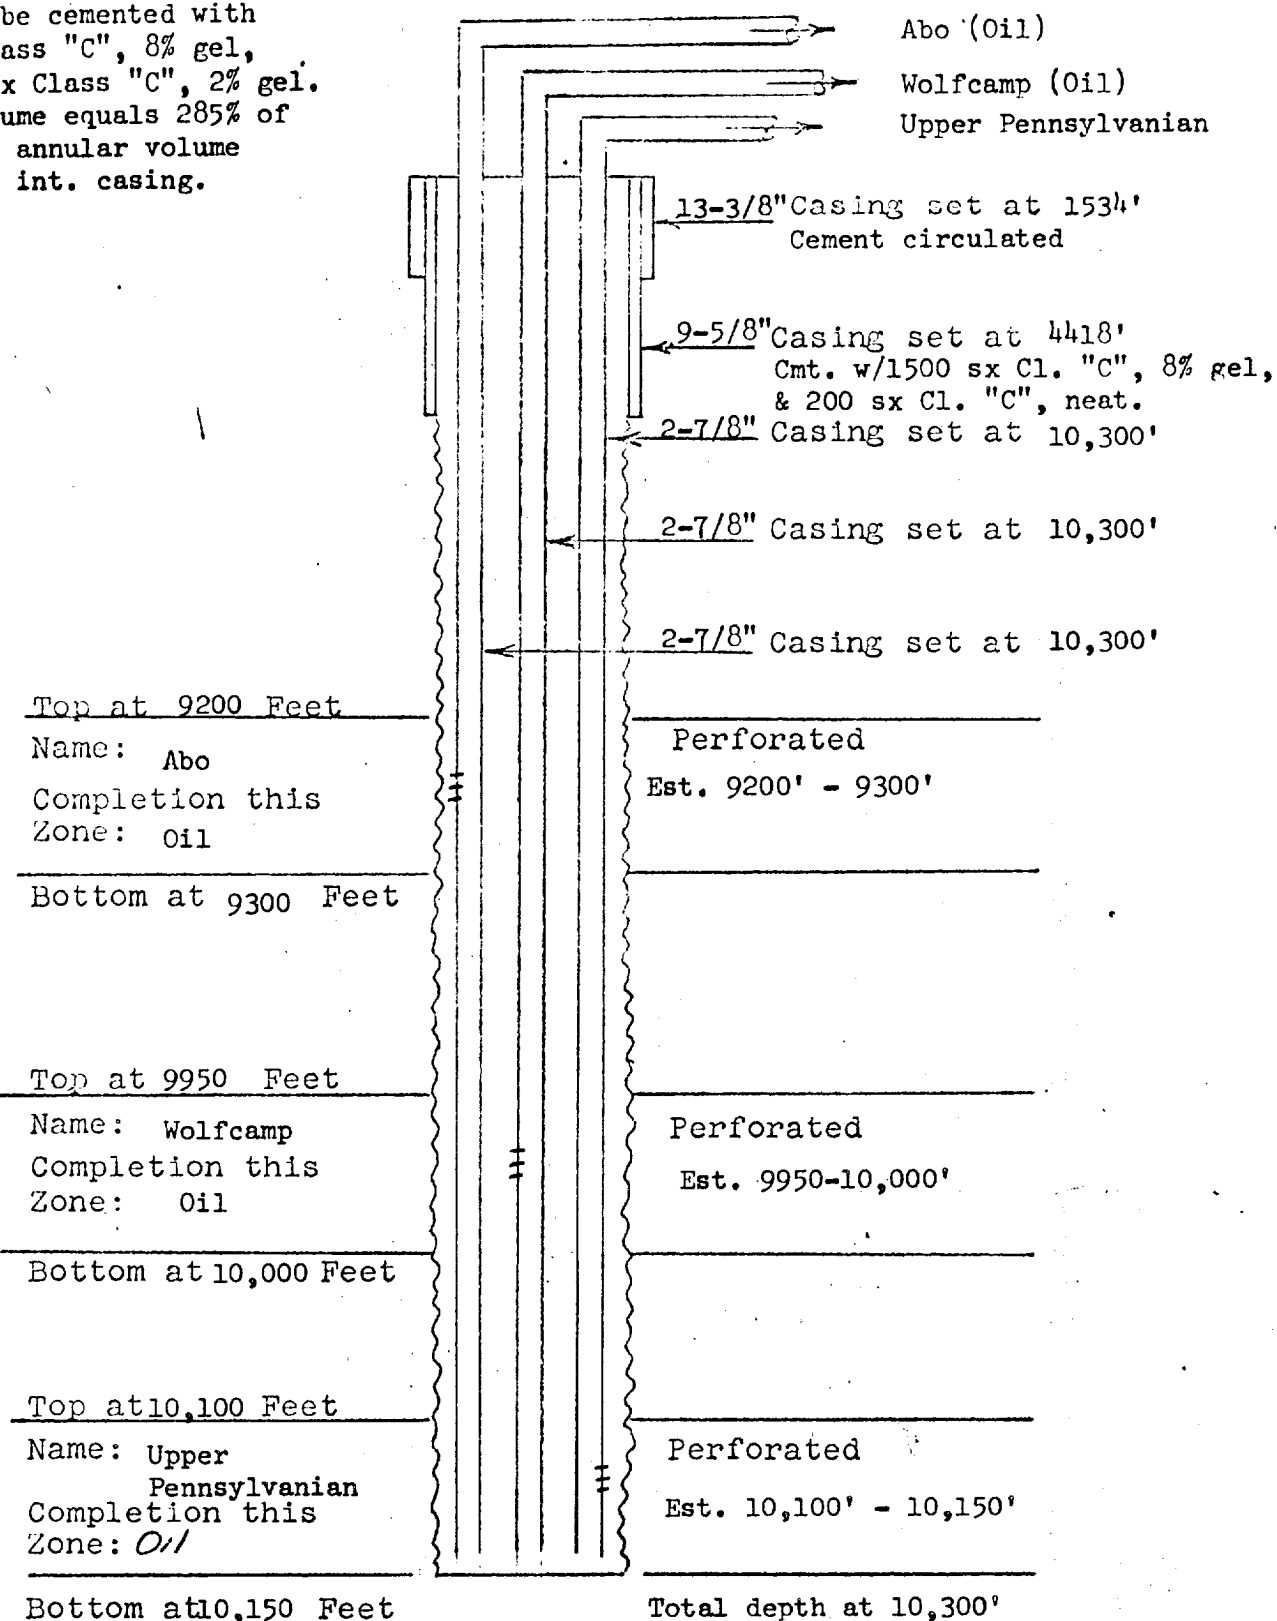 be cemented with
ass "C", 8% gel,
x Class "C", 2% gel.
ume equals 285% of
annular volume
int. casing.
Abo (Oil)
Wolfcamp (Oil)
Upper Pennsylvanian
13-3/8" Casing set at 1534'
Cement circulated
9-5/8" Casing set at 4418'
Cmt. w/1500 sx Cl. "C", 8% gel,
& 200 sx Cl. "C", neat.
2-7/8" Casing set at 10,300'
2-7/8" Casing set at 10,300'
2-7/8" Casing set at 10,300'
Top at 9200 Feet
Name: Abo
Completion this
Zone: Oil
Bottom at 9300 Feet
Perforated
Est. 9200' - 9300'
Top at 9950 Feet
Name: Wolfcamp
Completion this
Zone: Oil
Bottom at 10,000 Feet
Perforated
Est. 9950-10,000'
Top at 10,100 Feet
Name: Upper
Pennsylvanian
Completion this
Zone: Oil
Bottom at 10,150 Feet
Perforated
Est. 10,100' - 10,150'
Total depth at 10,300'